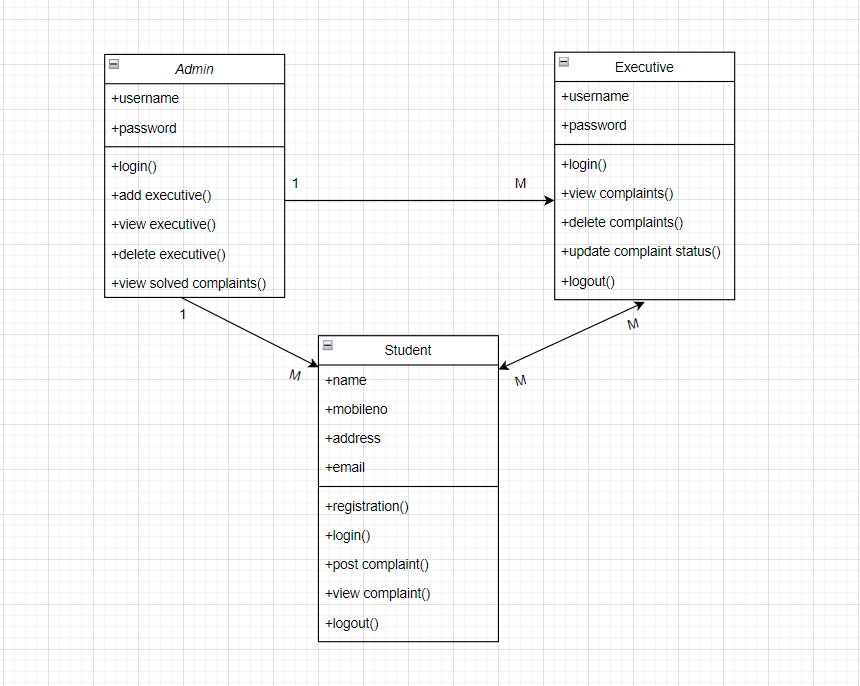 Admin
+username
+password
+login()
+add executive()
+view executive()
+delete executive()
+view solved complaints()
1
M
Executive
+username
+password
+login()
+view complaints()
+delete complaints()
+update complaint status()
+logout()
1
M
M
M
Student
+name
+mobileno
+address
+email
+registration()
+login()
+post complaint()
+view complaint()
+logout()